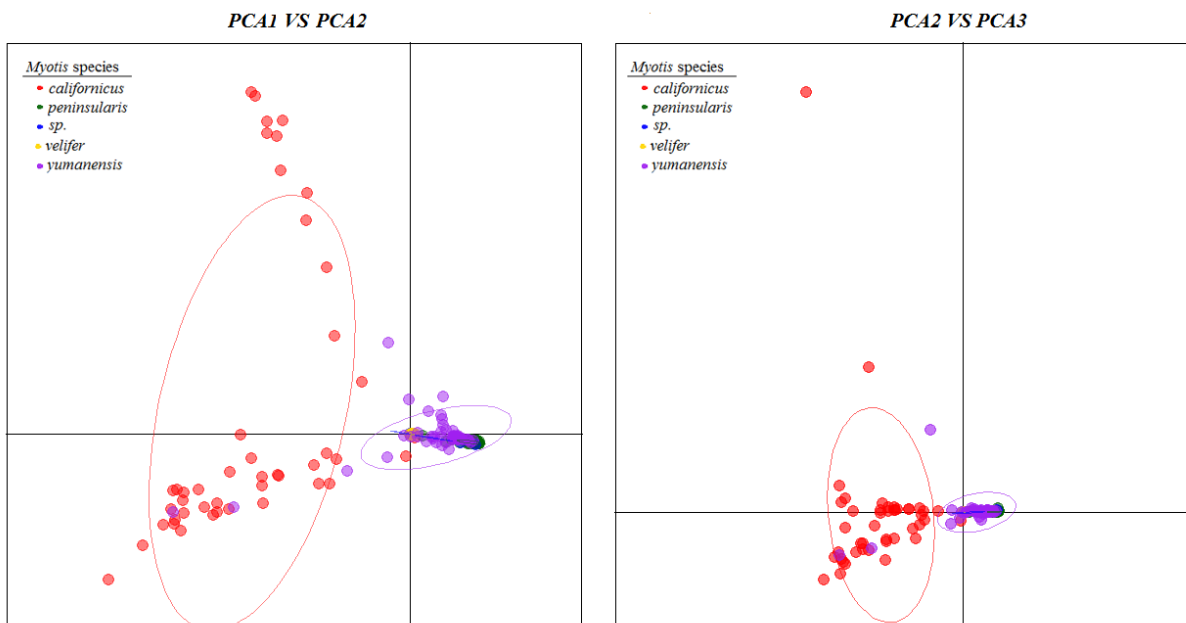 PCA1 VS PCA2
Myotis species
californicus
peninsularis
sp.
velifer
yumanensis
PCA2 VS PCA3
Myotis species
californicus
peninsularis
sp.
velifer
yumanensis